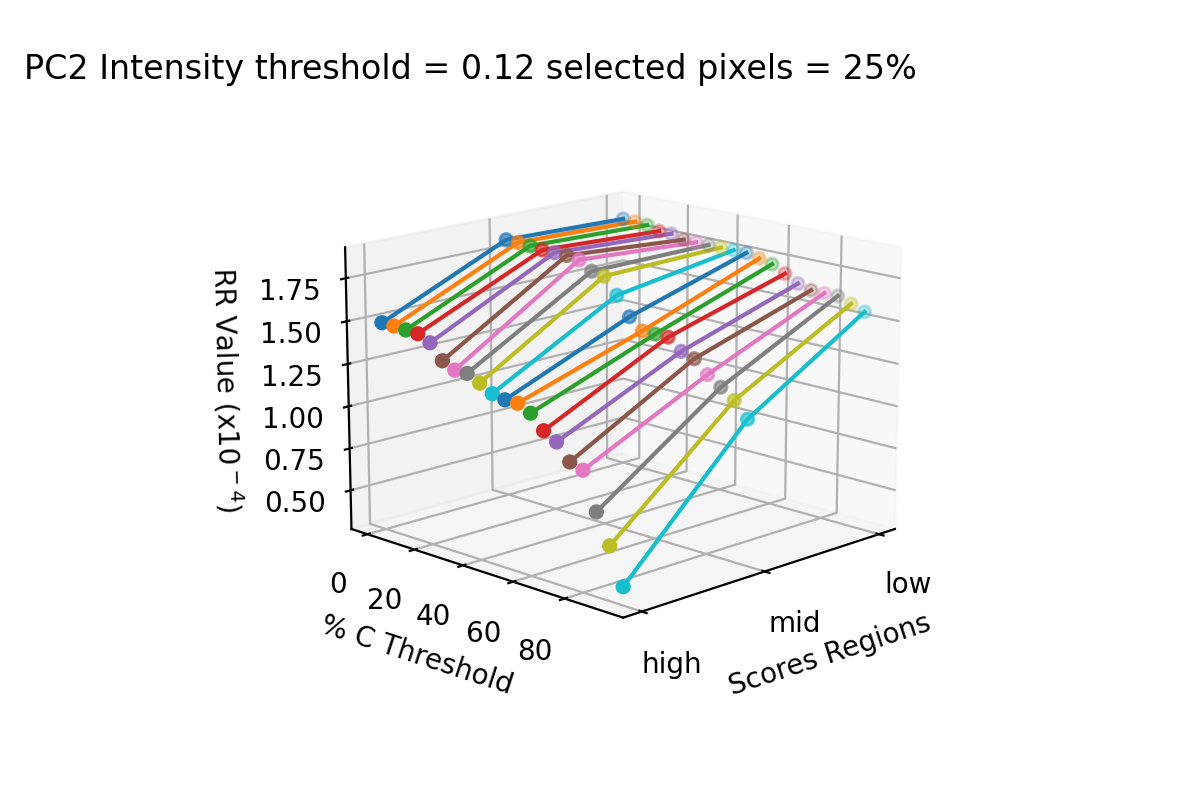 PC2 Intensity threshold = 0.12 selected pixels = 25%
RR Value (x10⁻⁴)
1.75
1.50
1.25
1.00
0.75
0.50
0
20
40
60
80
% C Threshold
high
mid
low
Scores Regions